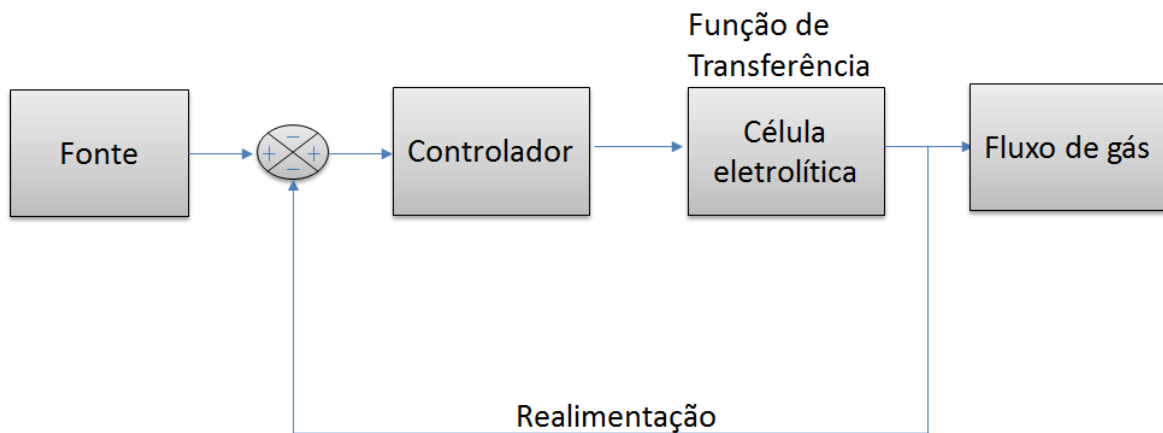 Função de
Transferência
Fonte
−
+ +
−
Controlador
Célula
eletrolítica
Fluxo de gás
Realimentação